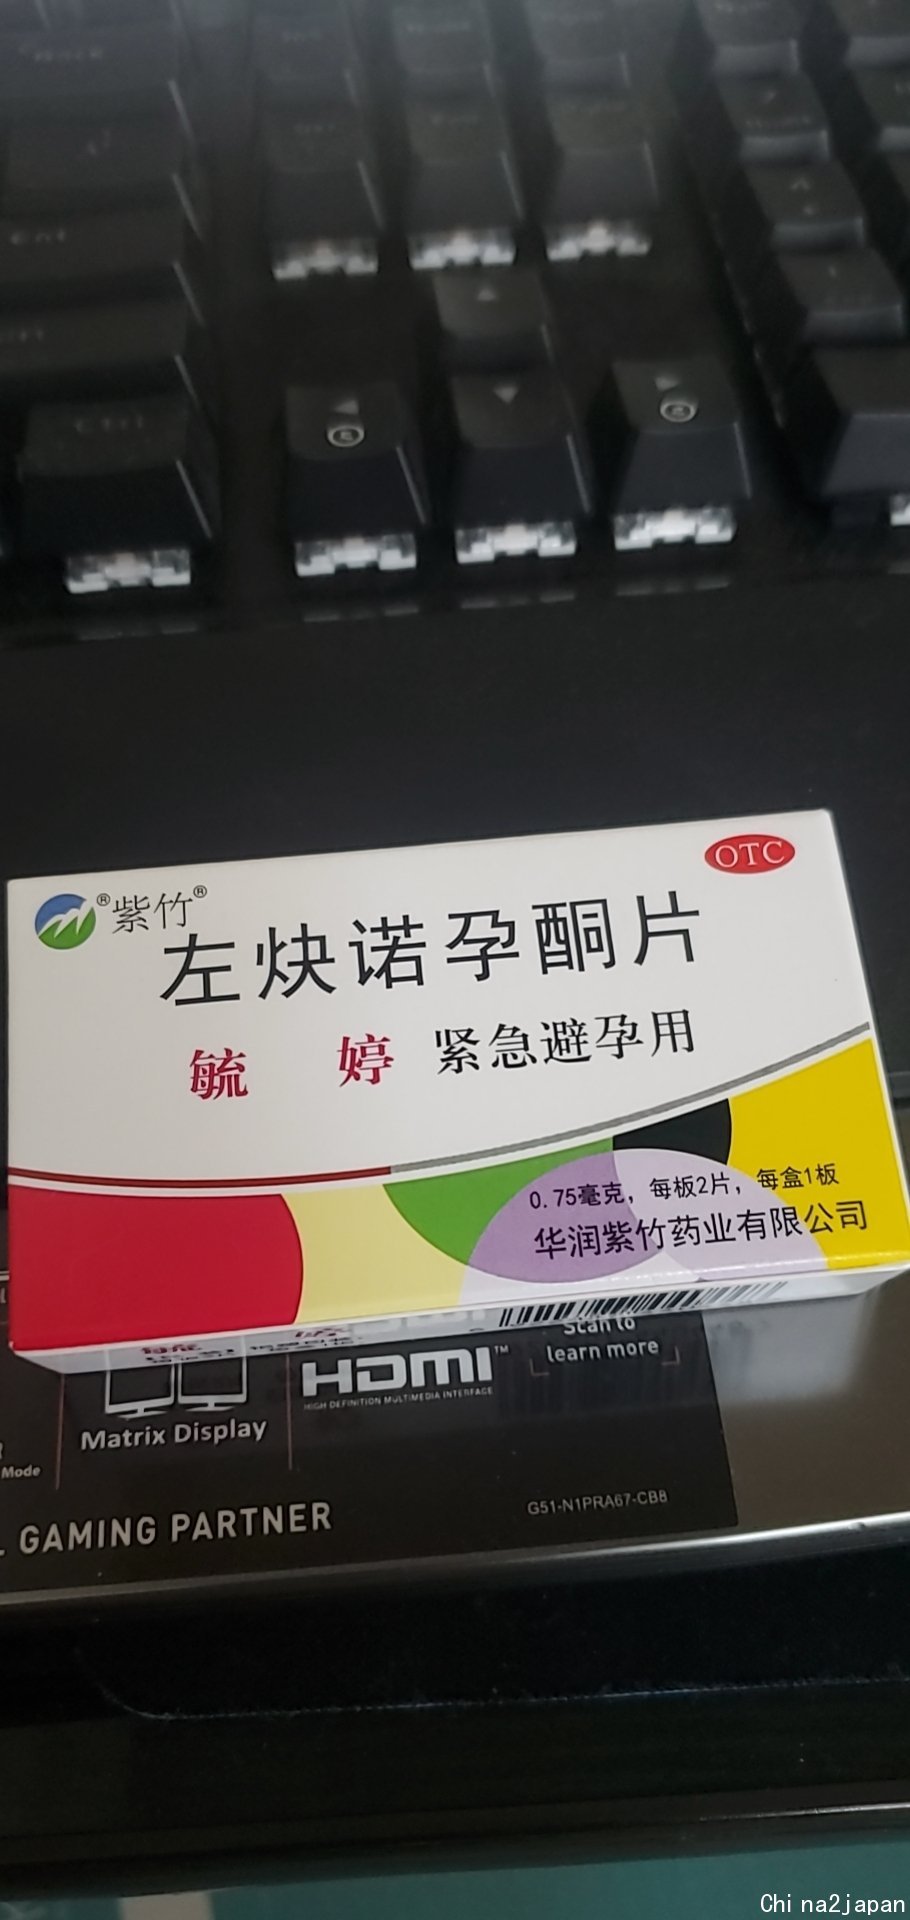 Ctrl
OTC
®紫竹®
左炔诺孕酮片
毓婷 紧急避孕用
0.75毫克，每板2片，每盒1板
华润紫竹药业有限公司
Scan to
learn more
HDMI™
HIGH DEFINITION MULTIMEDIA INTERFACE
Matrix Display
Mode
GAMING PARTNER
G51-N1PRA67-CB8
China2japan